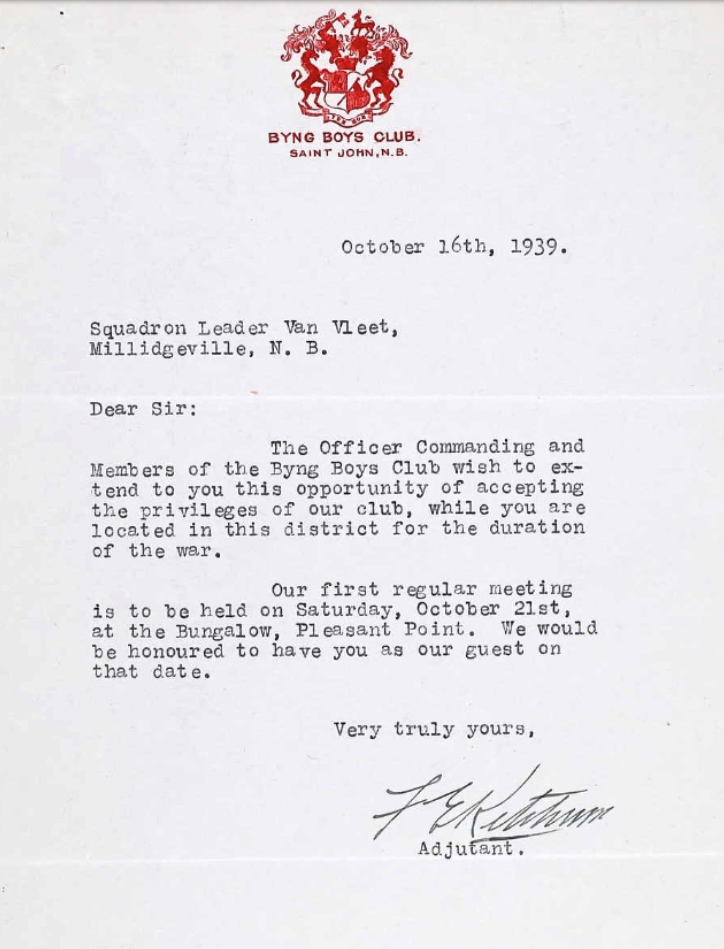 BYNG BOYS CLUB.
SAINT JOHN, N.B.
October 16th, 1939.
Squadron Leader Van Vleet,
Millidgeville, N. B.
Dear Sir:
The Officer Commanding and
Members of the Byng Boys Club wish to ex-
tend to you this opportunity of accepting
the privileges of our club, while you are
located in this district for the duration
of the war.
Our first regular meeting
is to be held on Saturday, October 21st,
at the Bungalow, Pleasant Point. We would
be honoured to have you as our guest on
that date.
Very truly yours,
F E Ketchum
Adjutant.